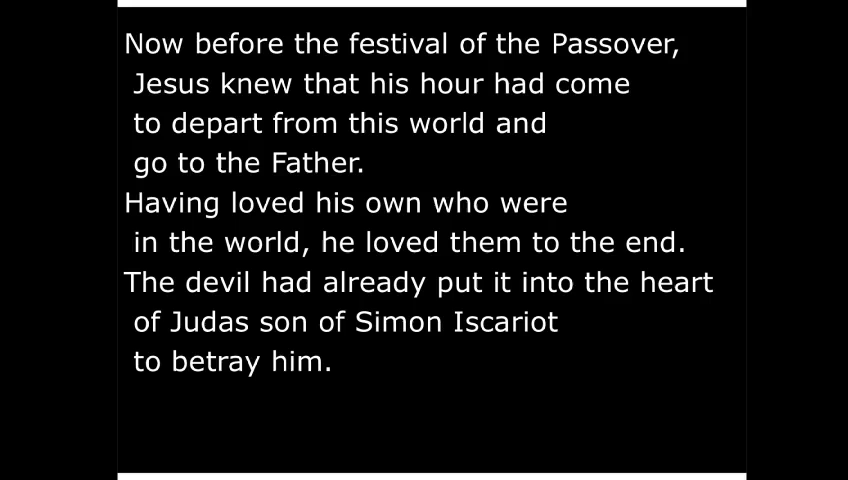 Now before the festival of the Passover,
Jesus knew that his hour had come
to depart from this world and
go to the Father.
Having loved his own who were
in the world, he loved them to the end.
The devil had already put it into the heart
of Judas son of Simon Iscariot
to betray him.